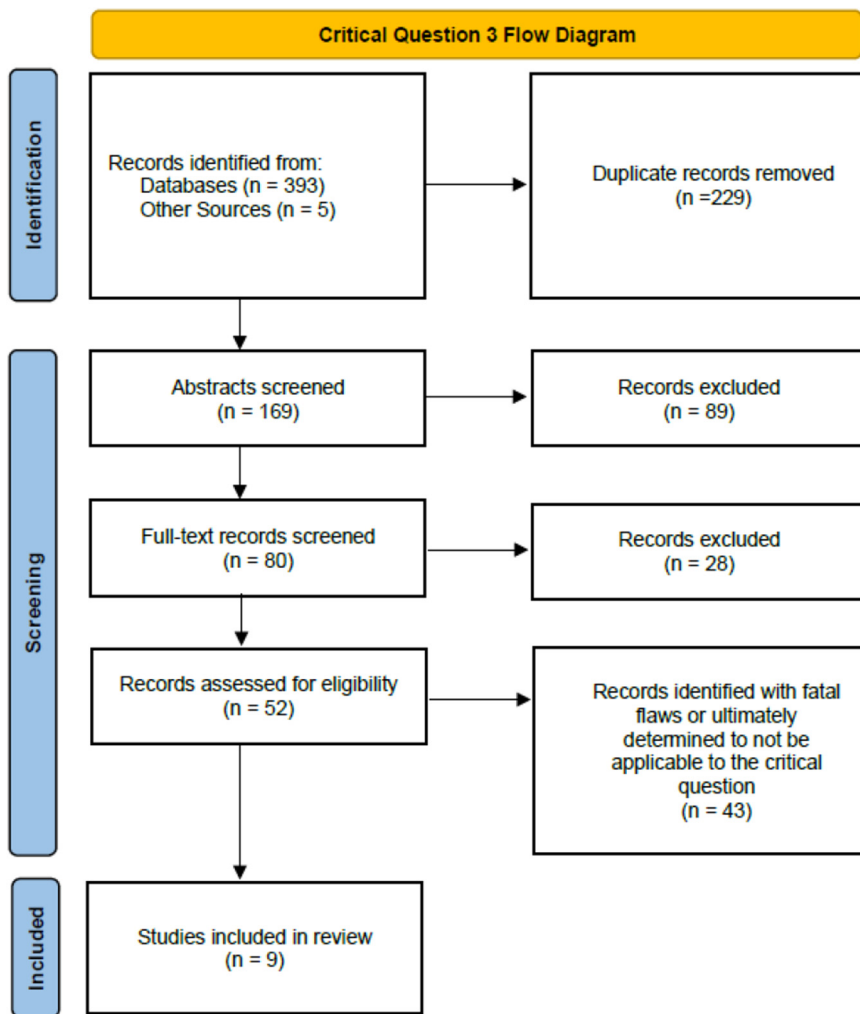 Critical Question 3 Flow Diagram
Identification
Records identified from:
Databases (n = 393)
Other Sources (n = 5)
Duplicate records removed
(n =229)
Screening
Abstracts screened
(n = 169)
Records excluded
(n = 89)
Full-text records screened
(n = 80)
Records excluded
(n = 28)
Records assessed for eligibility
(n = 52)
Records identified with fatal
flaws or ultimately
determined to not be
applicable to the critical
question
(n = 43)
Included
Studies included in review
(n = 9)